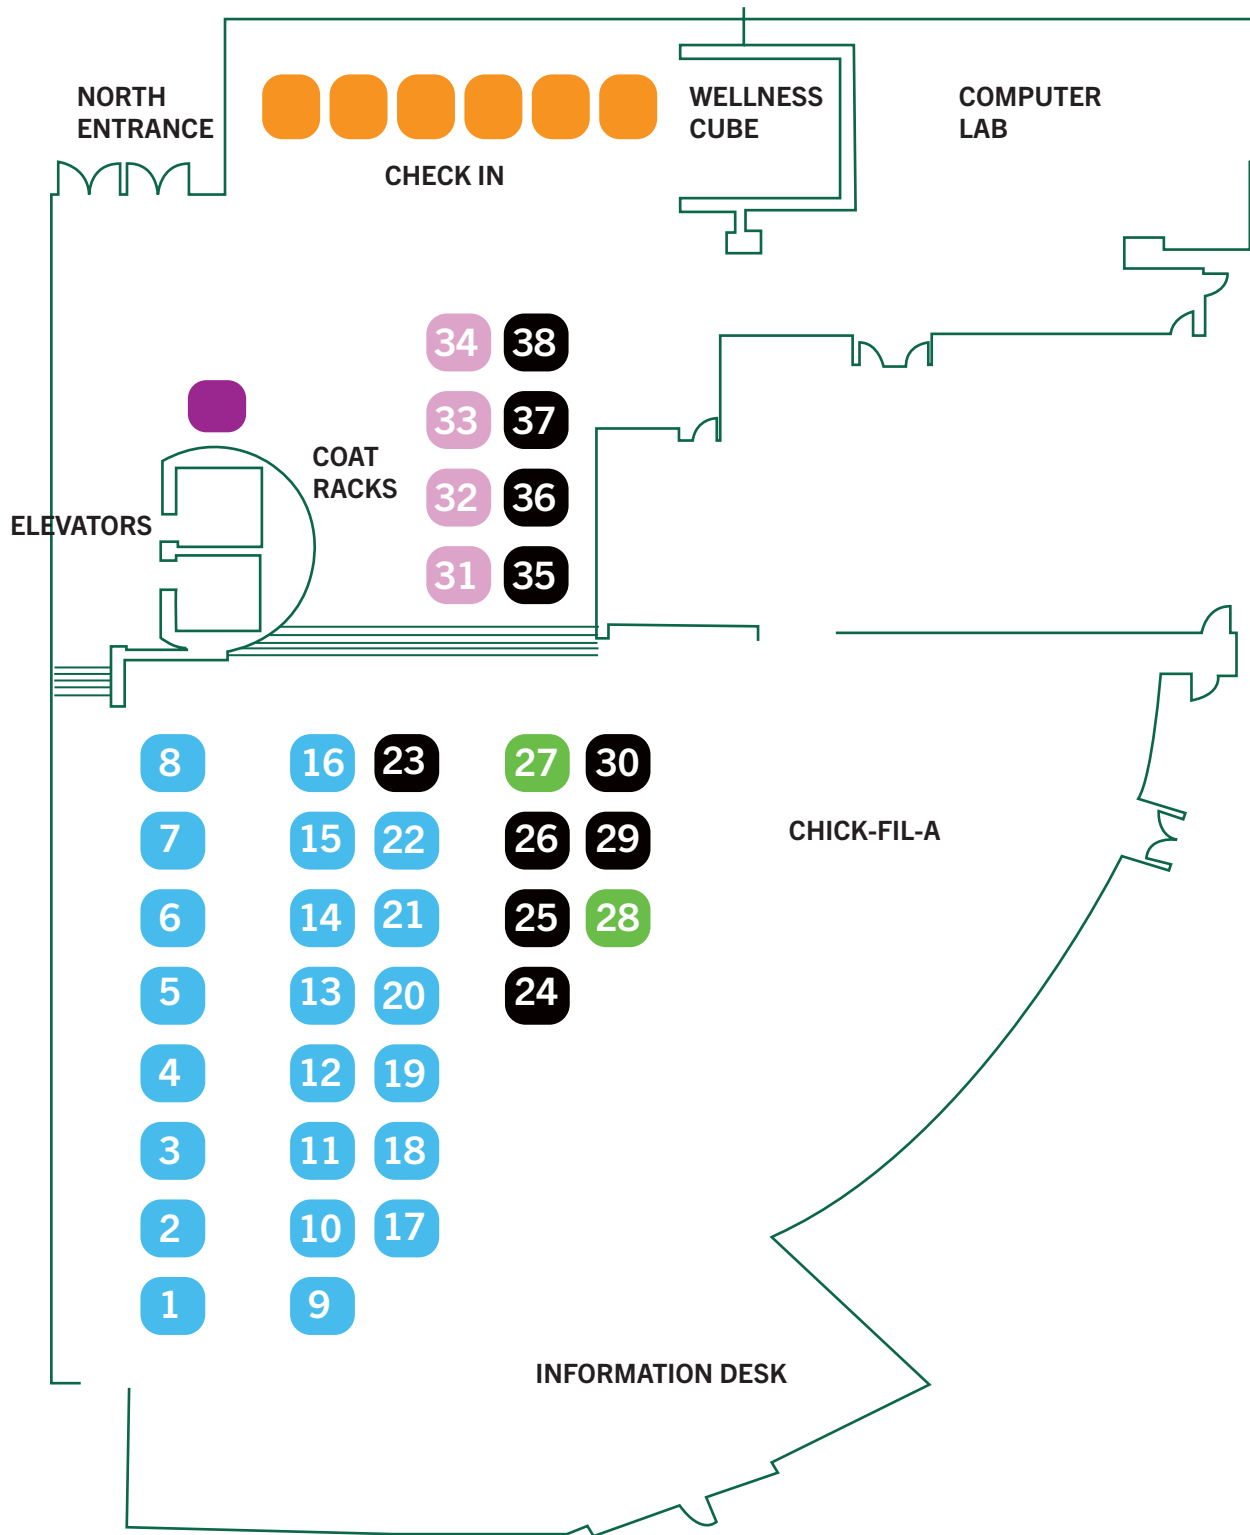 NORTH
ENTRANCE
WELLNESS
CUBE
COMPUTER
LAB
CHECK IN
34 38
33 37
COAT
RACKS
32 36
ELEVATORS
31 35
8 16 23 27 30
7 15 22 26 29
CHICK-FIL-A
6 14 21 25 28
5 13 20 24
4 12 19
3 11 18
2 10 17
1 9
INFORMATION DESK